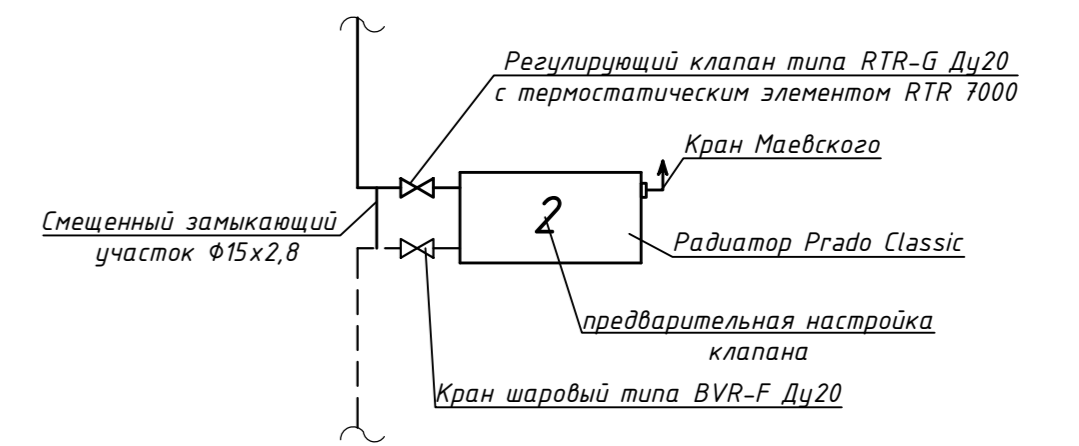 Регулирующий клапан типа RTR-G Ду20
с термостатическим элементом RTR 7000
Кран Маевского
Смещенный замыкающий
участок Ф15х2,8
2
Радиатор Prado Classic
предварительная настройка
клапана
Кран шаровый типа BVR-F Ду20